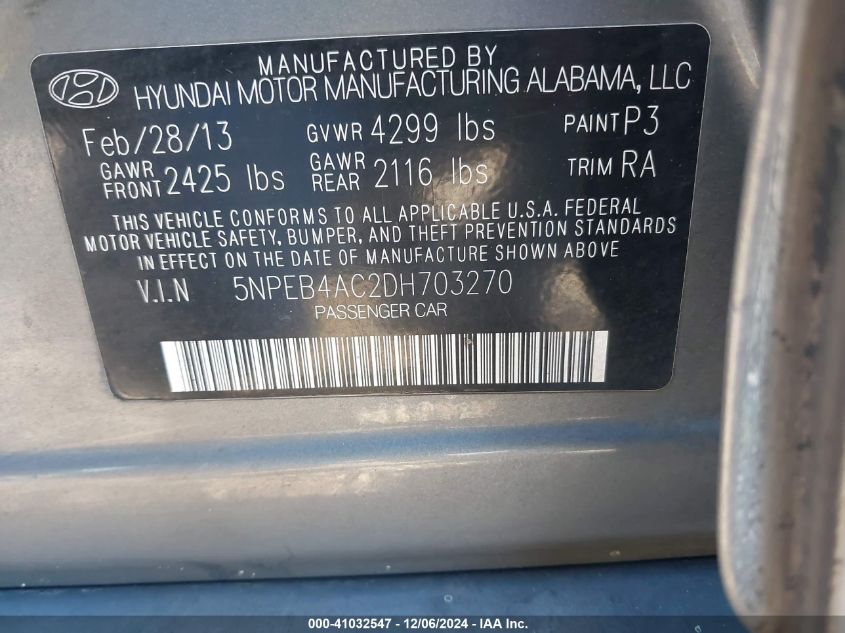 MANUFACTURED BY
HYUNDAI MOTOR MANUFACTURING ALABAMA, LLC
Feb/28/13 GVWR 4299 lbs PAINT P3
GAWR FRONT 2425 lbs GAWR REAR 2116 lbs TRIM RA
THIS VEHICLE CONFORMS TO ALL APPLICABLE U.S.A. FEDERAL
MOTOR VEHICLE SAFETY, BUMPER, AND THEFT PREVENTION STANDARDS
IN EFFECT ON THE DATE OF MANUFACTURE SHOWN ABOVE
V.I.N 5NPEB4AC2DH703270
PASSENGER CAR
000-41032547 - 12/06/2024 - IAA Inc.